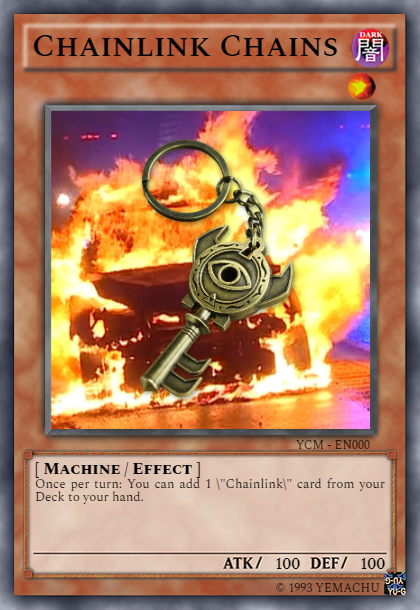 CHAINLINK CHAINS
DARK
闇
YCM - EN000
[ MACHINE / EFFECT ]
Once per turn: You can add 1 \"Chainlink\" card from your
Deck to your hand.
ATK/ 100 DEF/ 100
© 1993 YEMACHU